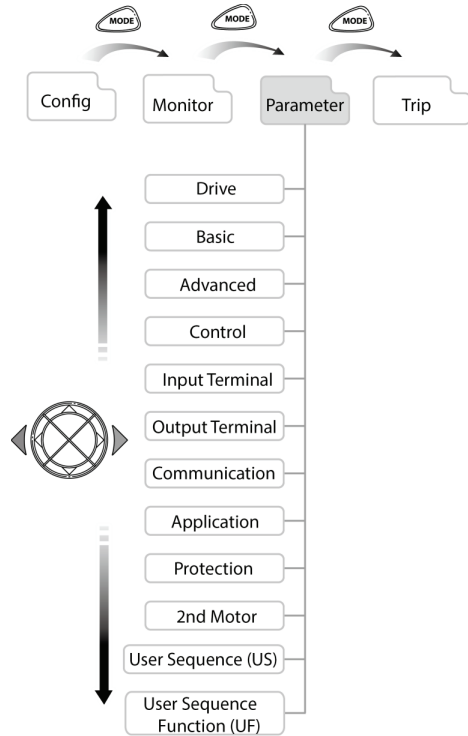 MODE MODE MODE
Config Monitor Parameter Trip
Drive
Basic
Advanced
Control
Input Terminal
Output Terminal
Communication
Application
Protection
2nd Motor
User Sequence (US)
User Sequence
Function (UF)